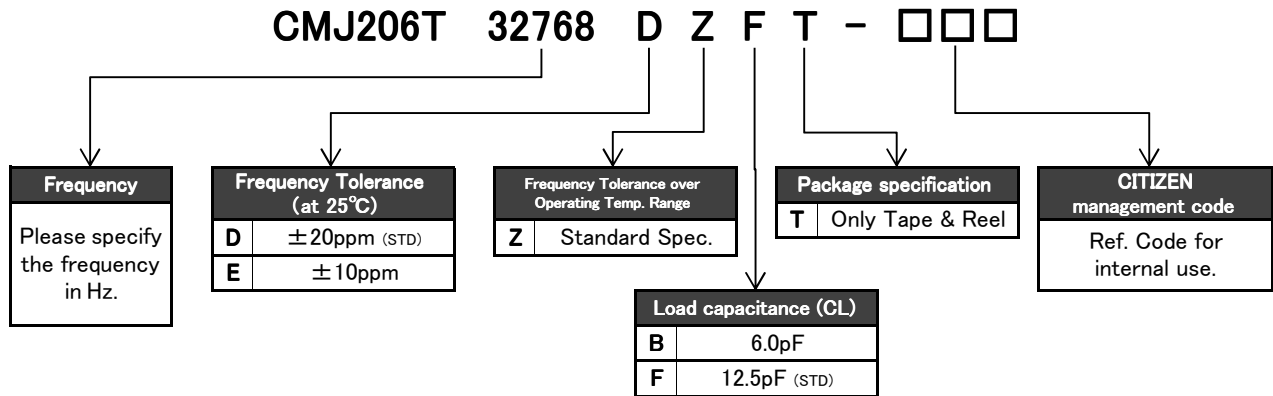 CMJ206T 32768 D Z F T - □□□
Frequency
Please specify
the frequency
in Hz.
Frequency Tolerance
(at 25℃)
D ±20ppm (STD)
E ±10ppm
Frequency Tolerance over
Operating Temp. Range
Z Standard Spec.
Load capacitance (CL)
B 6.0pF
F 12.5pF (STD)
Package specification
T Only Tape & Reel
CITIZEN
management code
Ref. Code for
internal use.